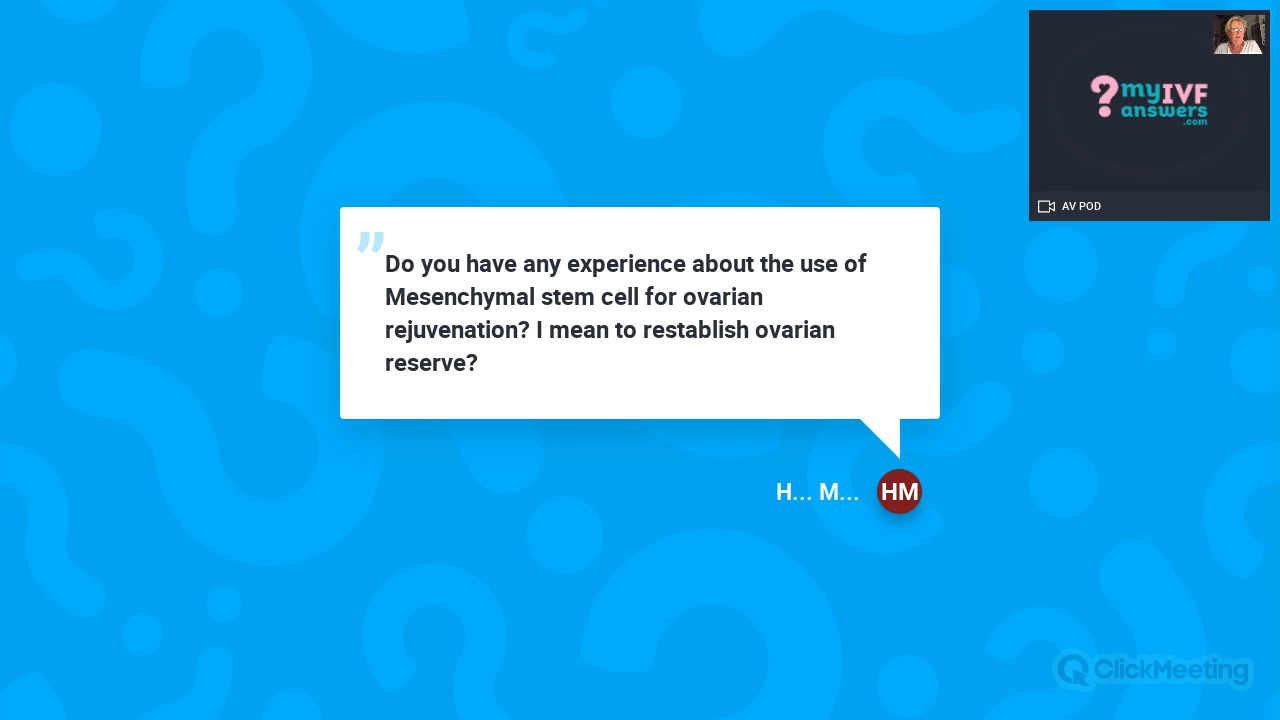 ?myIVF
answers
.com
AV POD
"
Do you have any experience about the use of
Mesenchymal stem cell for ovarian
rejuvenation? I mean to restablish ovarian
reserve?
H... M... HM
ClickMeeting